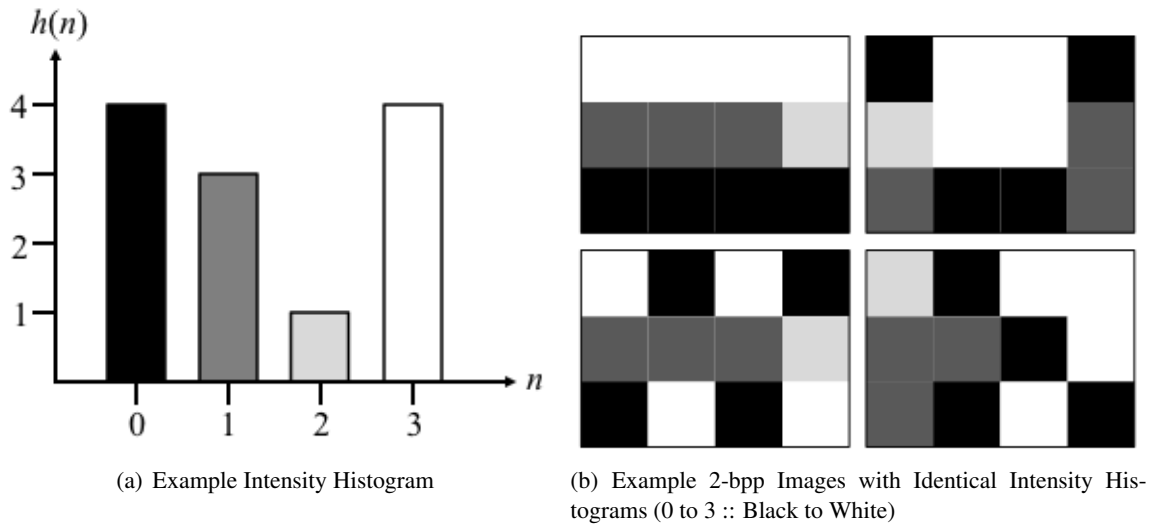 h(n)
4
3
2
1
n
0 1 2 3
(a) Example Intensity Histogram
(b) Example 2-bpp Images with Identical Intensity His-
tograms (0 to 3 :: Black to White)